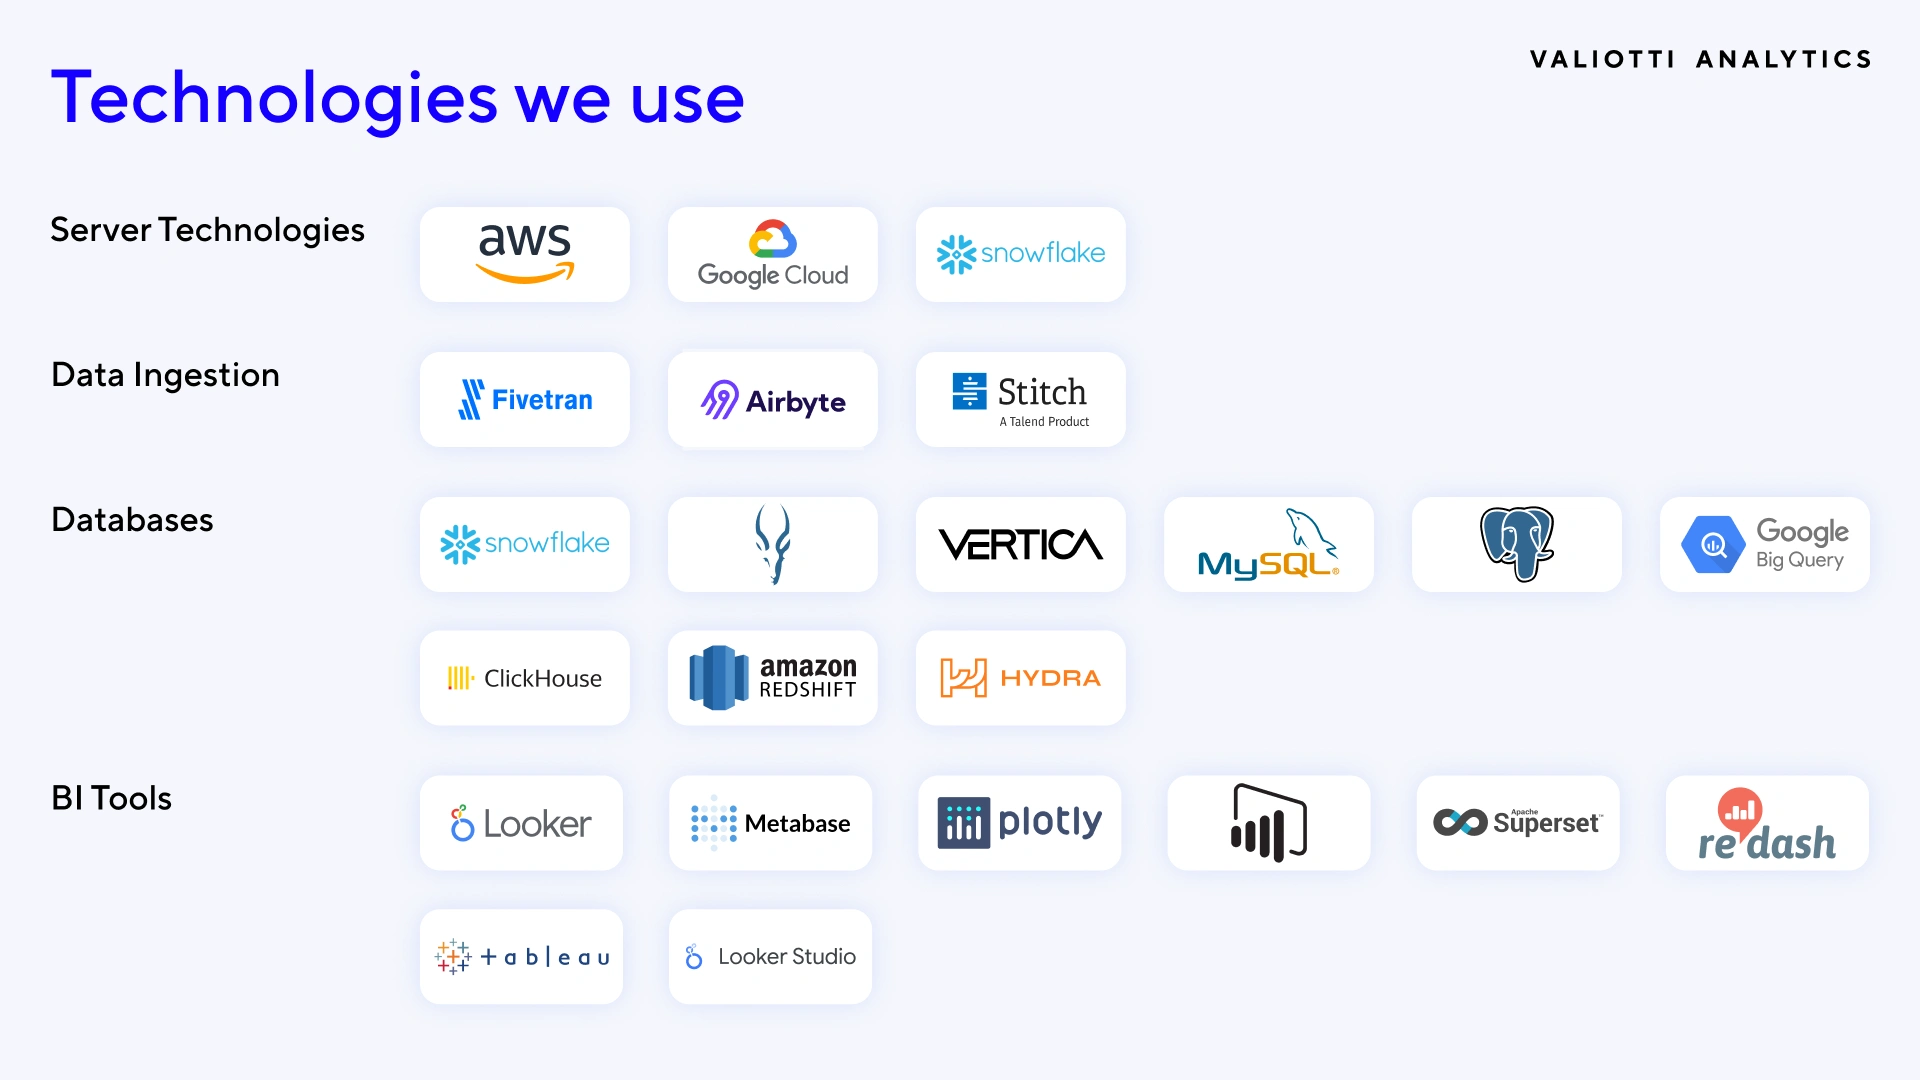 VALIOTTI ANALYTICS
Technologies we use
Server Technologies
aws
Google Cloud
snowflake
Data Ingestion
Fivetran
Airbyte
Stitch
A Talend Product
Databases
snowflake
VERTICA
MySQL®
Google
Big Query
ClickHouse
amazon
REDSHIFT
HYDRA
BI Tools
Looker
Metabase
plotly
Apache
Superset™
redash
tableau
Looker Studio